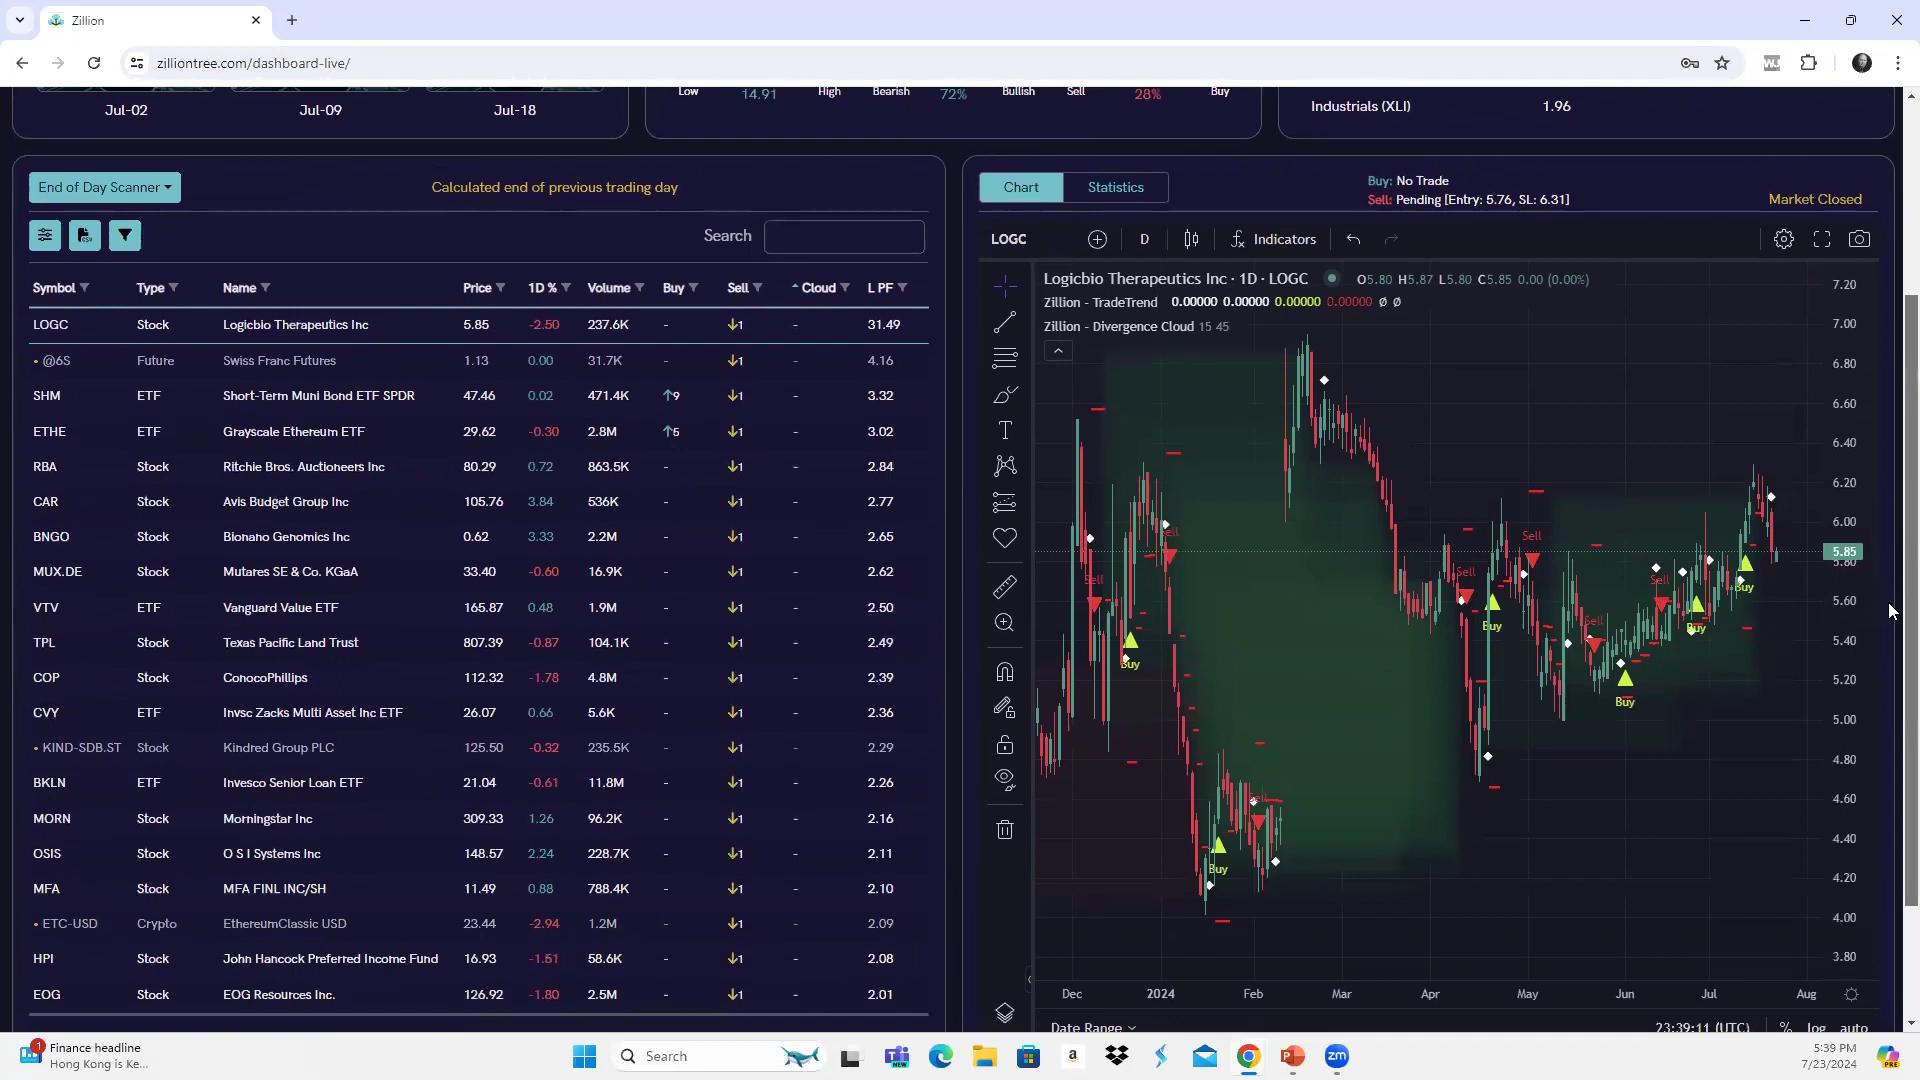 Zillion
zilliontree.com/dashboard-live/
Jul-02 Jul-09 Jul-18
Low 14.91 High Bearish 72% Bullish Sell 28% Buy
Industrials (XLI) 1.96
End of Day Scanner
Calculated end of previous trading day
Search
Symbol Type Name Price 1D % Volume Buy Sell Cloud L PF
LOGC Stock Logicbio Therapeutics Inc 5.85 -2.50 237.6K - ↓1 - 31.49
• @6S Future Swiss Franc Futures 1.13 0.00 31.7K - ↓1 - 4.16
SHM ETF Short-Term Muni Bond ETF SPDR 47.46 0.02 471.4K ↑9 ↓1 - 3.32
ETHE ETF Grayscale Ethereum ETF 29.62 -0.30 2.8M ↑5 ↓1 - 3.02
RBA Stock Ritchie Bros. Auctioneers Inc 80.29 0.72 863.5K - ↓1 - 2.84
CAR Stock Avis Budget Group Inc 105.76 3.84 536K - ↓1 - 2.77
BNGO Stock Bionano Genomics Inc 0.62 3.33 2.2M - ↓1 - 2.65
MUX.DE Stock Mutares SE & Co. KGaA 33.40 -0.60 16.9K - ↓1 - 2.62
VTV ETF Vanguard Value ETF 165.87 0.48 1.9M - ↓1 - 2.50
TPL Stock Texas Pacific Land Trust 807.39 -0.87 104.1K - ↓1 - 2.49
COP Stock ConocoPhillips 112.32 -1.78 4.8M - ↓1 - 2.39
CVY ETF Invsc Zacks Multi Asset Inc ETF 26.07 0.66 5.6K - ↓1 - 2.36
• KIND-SDB.ST Stock Kindred Group PLC 125.50 -0.32 235.5K - ↓1 - 2.29
BKLN ETF Invesco Senior Loan ETF 21.04 -0.61 11.8M - ↓1 - 2.26
MORN Stock Morningstar Inc 309.33 1.26 96.2K - ↓1 - 2.16
OSIS Stock O S I Systems Inc 148.57 2.24 228.7K - ↓1 - 2.11
MFA Stock MFA FINL INC/SH 11.49 0.88 788.4K - ↓1 - 2.10
• ETC-USD Crypto EthereumClassic USD 23.44 -2.94 1.2M - ↓1 - 2.09
HPI Stock John Hancock Preferred Income Fund 16.93 -1.51 58.6K - ↓1 - 2.08
EOG Stock EOG Resources Inc. 126.92 -1.80 2.5M - ↓1 - 2.01
Chart Statistics
Buy: No Trade
Sell: Pending [Entry: 5.76, SL: 6.31]
Market Closed
LOGC D Indicators
Logicbio Therapeutics Inc · 1D · LOGC O5.80 H5.87 L5.80 C5.85 0.00 (0.00%)
Zillion - TradeTrend 0.00000 0.00000 0.00000 0.00000 ∅ ∅
Zillion - Divergence Cloud 15 45
7.20
7.00
6.80
6.60
6.40
6.20
6.00
5.85
5.80
5.60
5.40
5.20
5.00
4.80
4.60
4.40
4.20
4.00
3.80
Sell
Buy
Sell
Buy
Sell
Sell
Buy
Sell
Sell
Buy
Sell
Buy
Buy
Dec 2024 Feb Mar Apr May Jun Jul Aug
Date Range 23:39:11 (UTC) % log auto
1
Finance headline
Hong Kong is Ke...
Search
NEW
a
zm
5:39 PM
7/23/2024
PRE